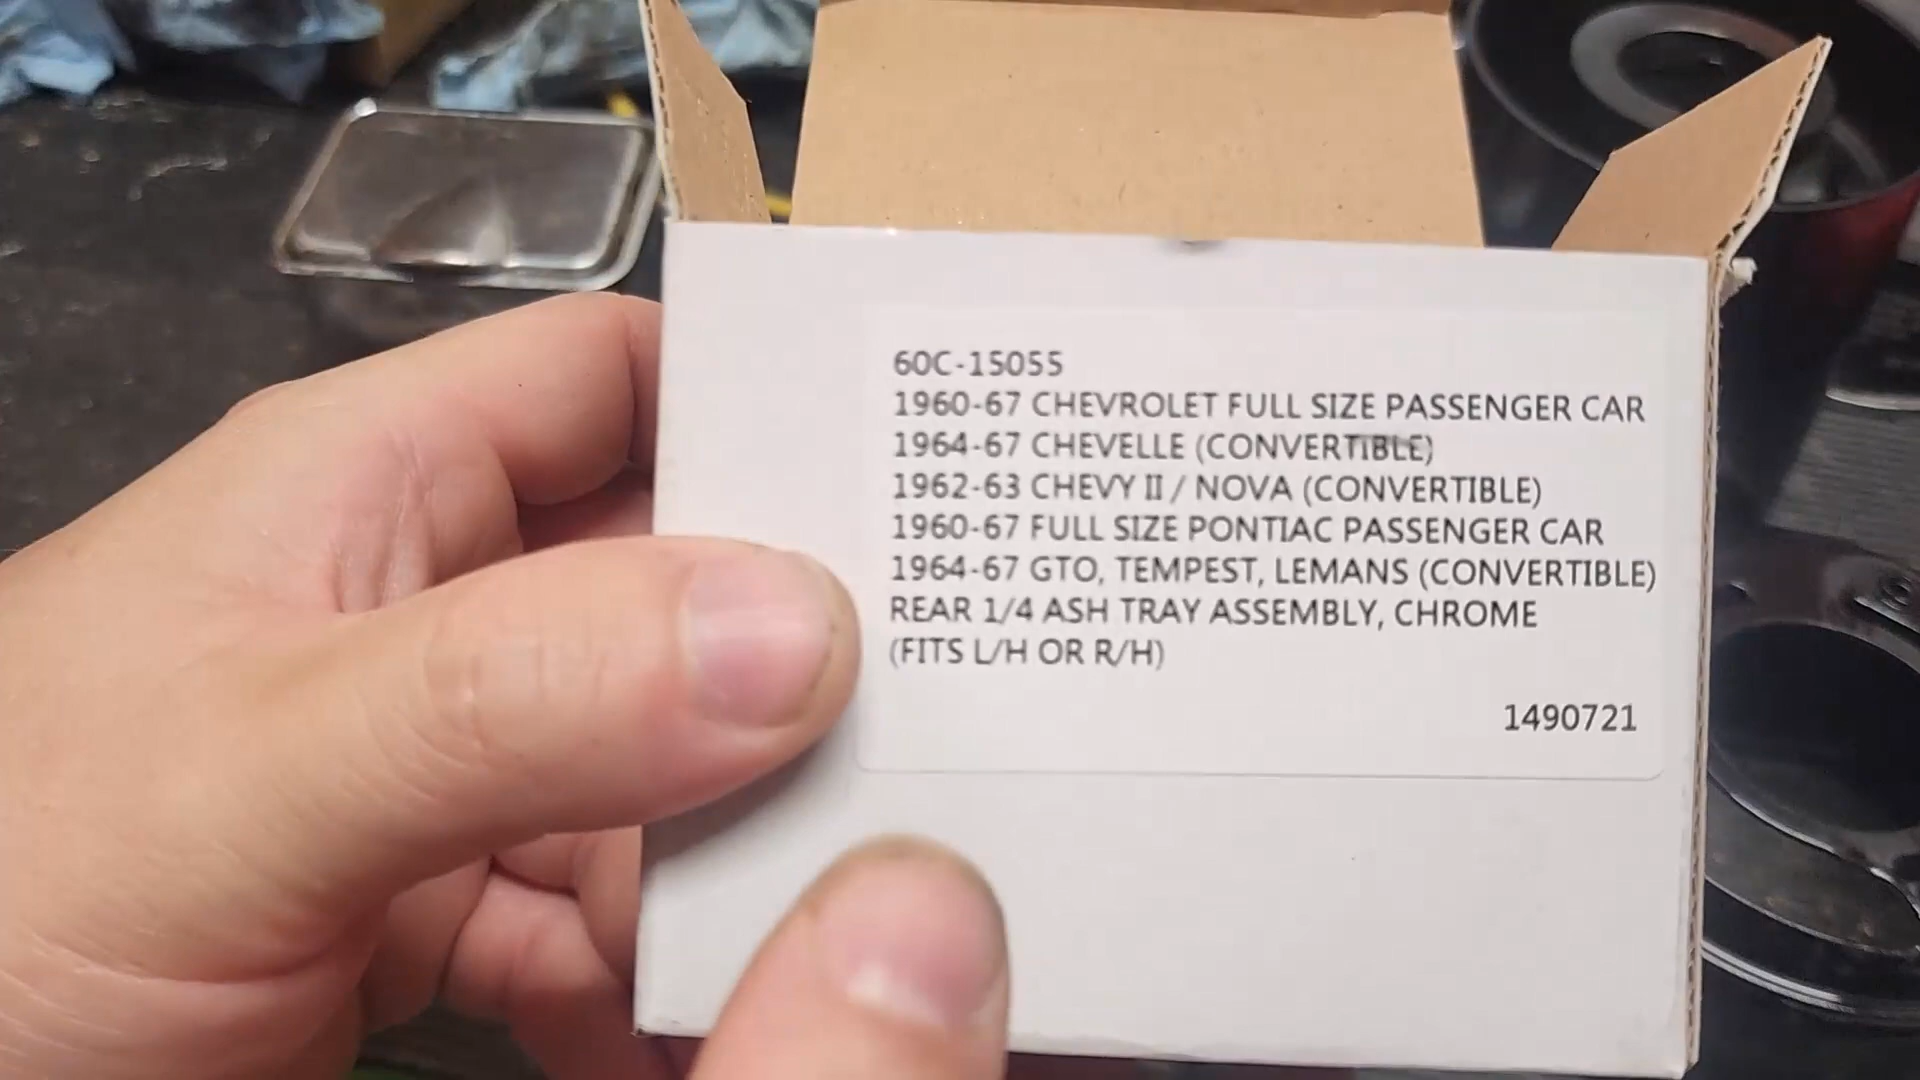 60C-15055
1960-67 CHEVROLET FULL SIZE PASSENGER CAR
1964-67 CHEVELLE (CONVERTIBLE)
1962-63 CHEVY II / NOVA (CONVERTIBLE)
1960-67 FULL SIZE PONTIAC PASSENGER CAR
1964-67 GTO, TEMPEST, LEMANS (CONVERTIBLE)
REAR 1/4 ASH TRAY ASSEMBLY, CHROME
(FITS L/H OR R/H)
1490721